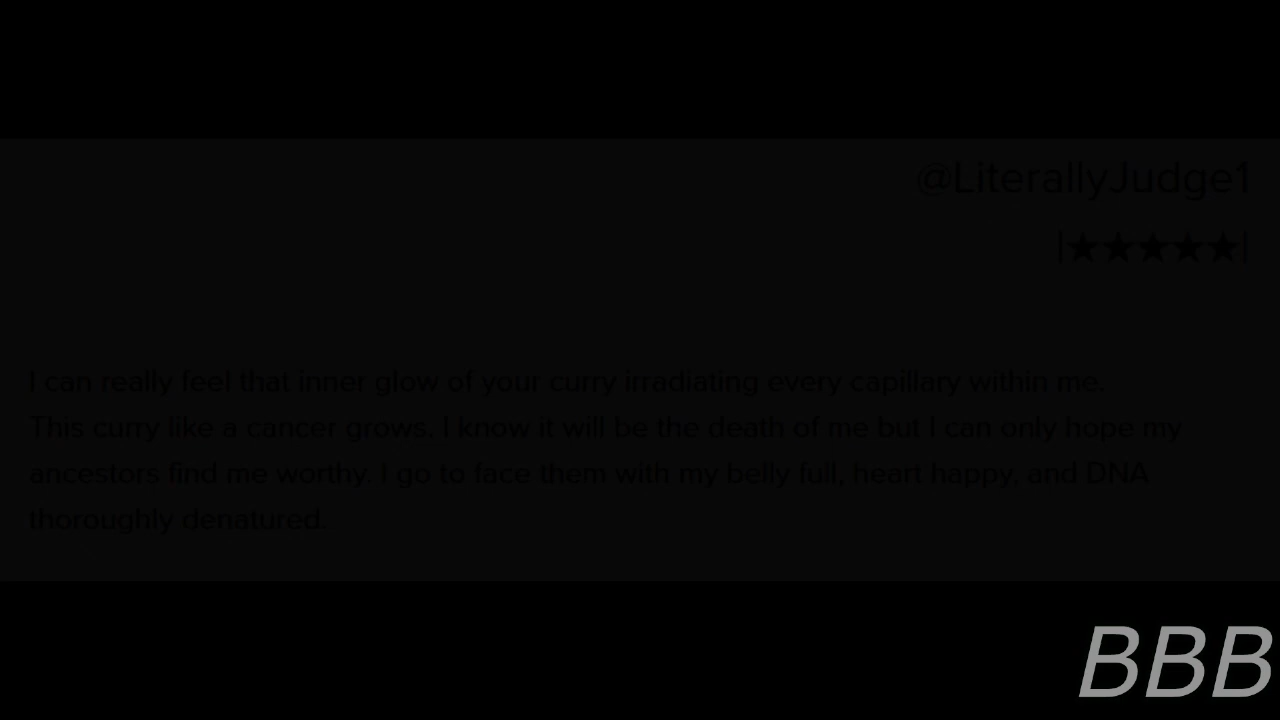 @LiterallyJudge1
|★★★★★|
I can really feel that inner glow of your curry irradiating every capillary within me.
This curry like a cancer grows, I know it will be the death of me but I can only hope my
ancestors find me worthy. I go to face them with my belly full, heart happy, and DNA
thoroughly denatured.
BBB